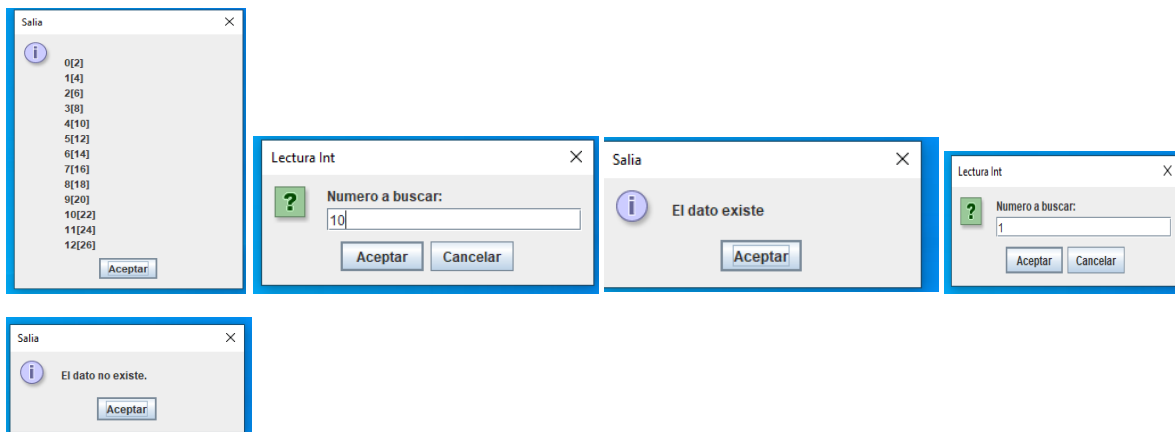 Salia
0[2]
1[4]
2[6]
3[8]
4[10]
5[12]
6[14]
7[16]
8[18]
9[20]
10[22]
11[24]
12[26]
Aceptar
Lectura Int
Numero a buscar:
10
Aceptar Cancelar
Salia
El dato existe
Aceptar
Lectura Int
Numero a buscar:
1
Aceptar Cancelar
Salia
El dato no existe.
Aceptar